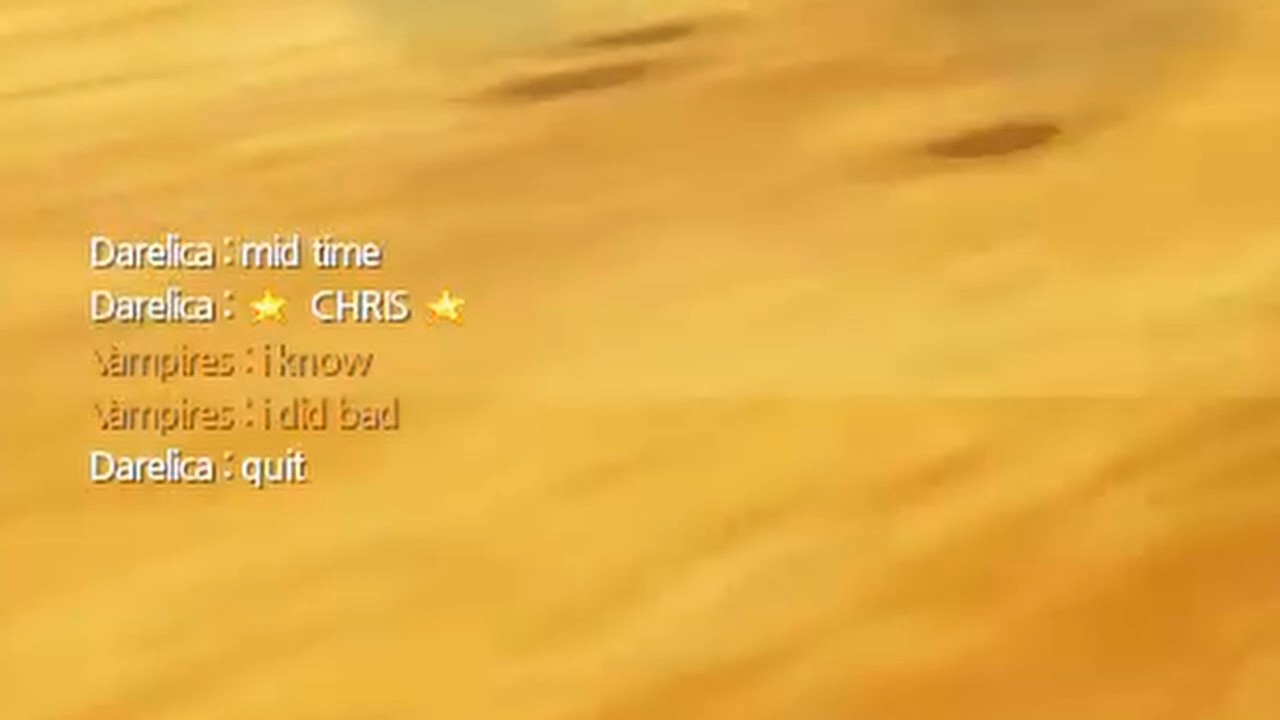 Darelica : mid time
Darelica : ⭐ CHRIS ⭐
Vampires : i know
Vampires : i did bad
Darelica : quit